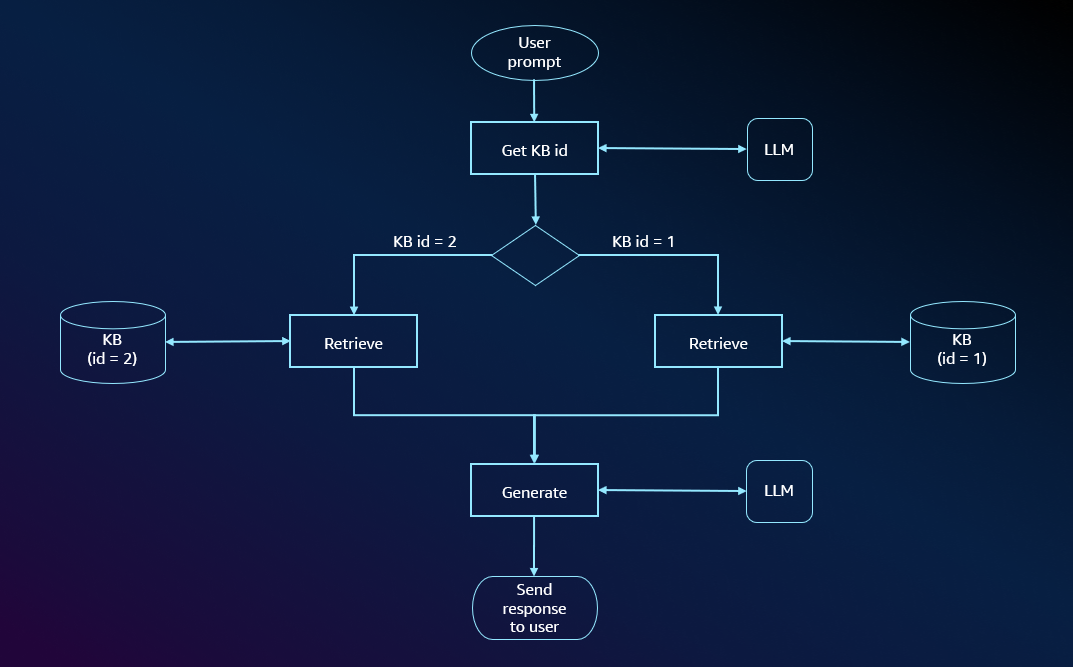 User
prompt
Get KB id
LLM
KB id = 2
KB id = 1
KB
(id = 2)
Retrieve
Retrieve
KB
(id = 1)
Generate
LLM
Send
response
to user